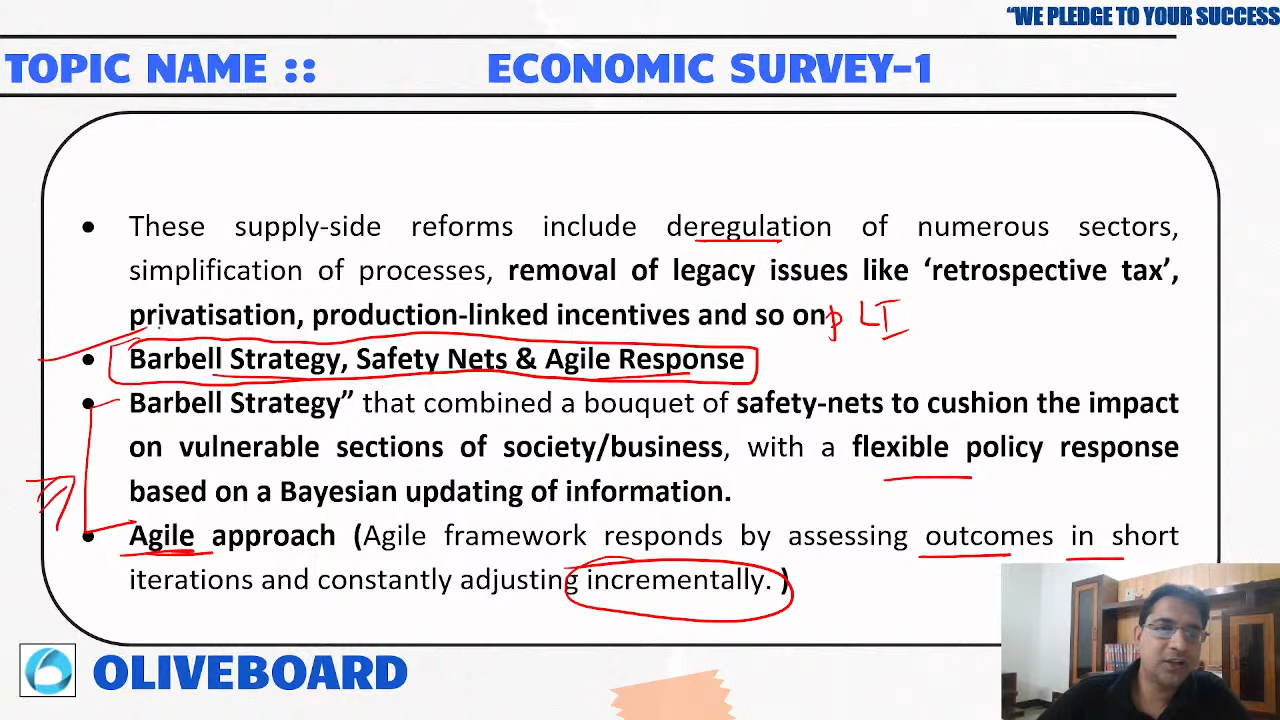 “WE PLEDGE TO YOUR SUCCESS
TOPIC NAME :: ECONOMIC SURVEY-1
• These supply-side reforms include deregulation of numerous sectors,
simplification of processes, removal of legacy issues like ‘retrospective tax’,
privatisation, production-linked incentives and so on PLI
• Barbell Strategy, Safety Nets & Agile Response
• Barbell Strategy” that combined a bouquet of safety-nets to cushion the impact
on vulnerable sections of society/business, with a flexible policy response
based on a Bayesian updating of information.
• Agile approach (Agile framework responds by assessing outcomes in short
iterations and constantly adjusting incrementally. )
OLIVEBOARD